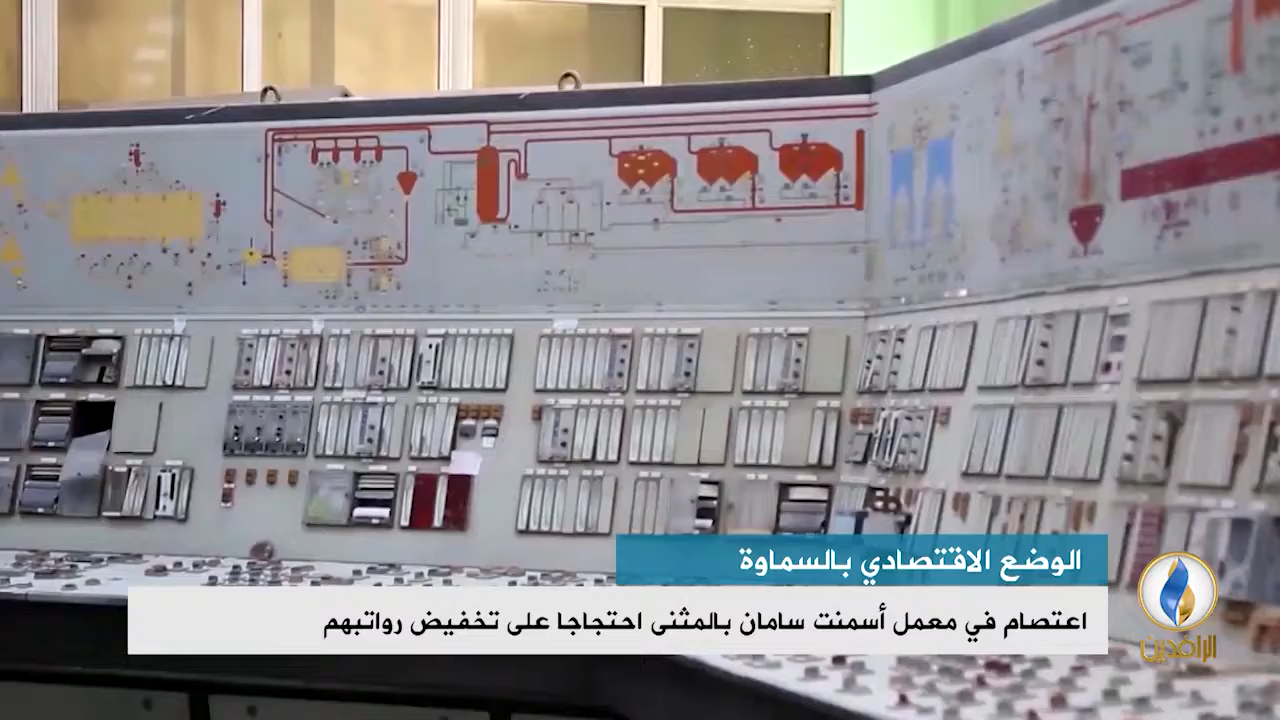 الوضع الاقتصادي بالسماوة
اعتصام في معمل أسمنت سامان بالمثنى احتجاجا على تخفيض رواتبهم
الرافدين